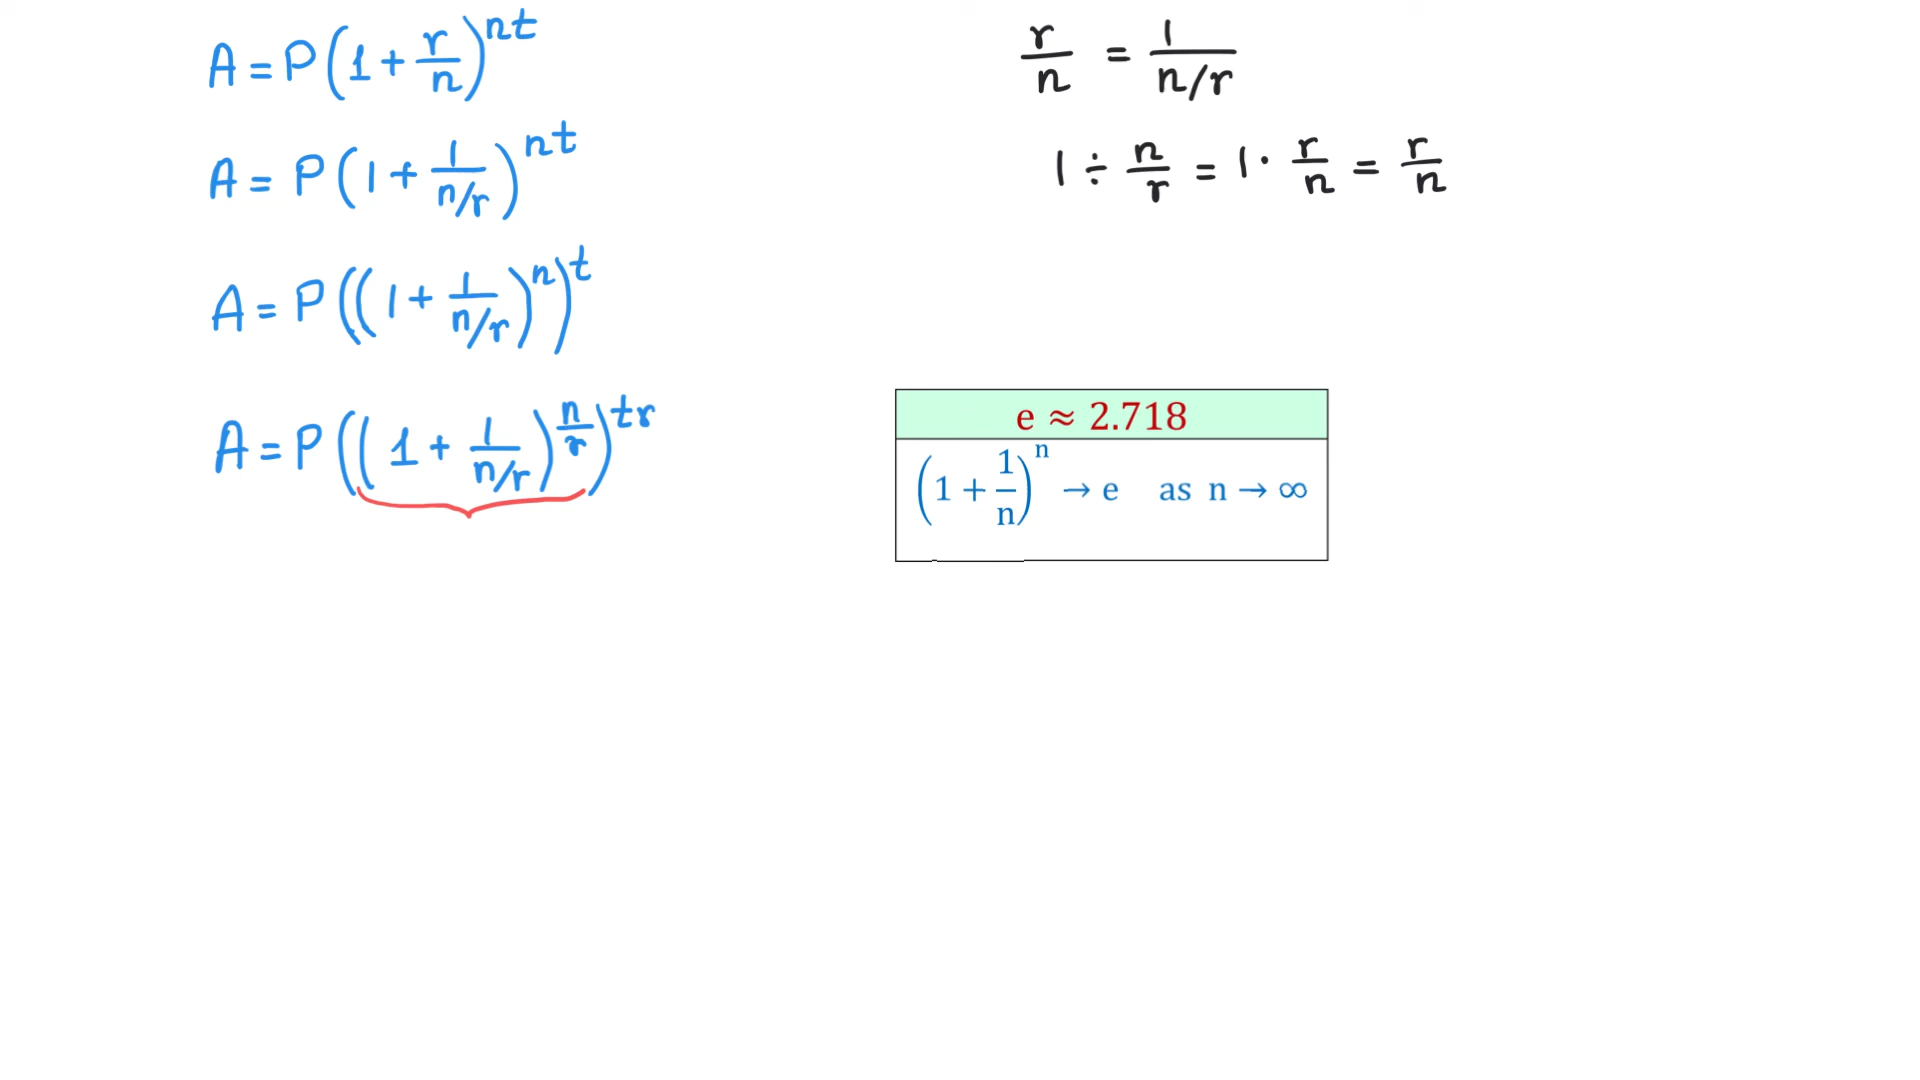 A = P(1 + r/n)^nt
A = P(1 + 1/(n/r))^nt
A = P((1 + 1/(n/r))^n)^t
A = P((1 + 1/(n/r))^(n/r))^tr
r/n = 1/(n/r)
1 ÷ n/r = 1 · r/n = r/n
e ≈ 2.718
(1 + 1/n)^n → e as n → ∞